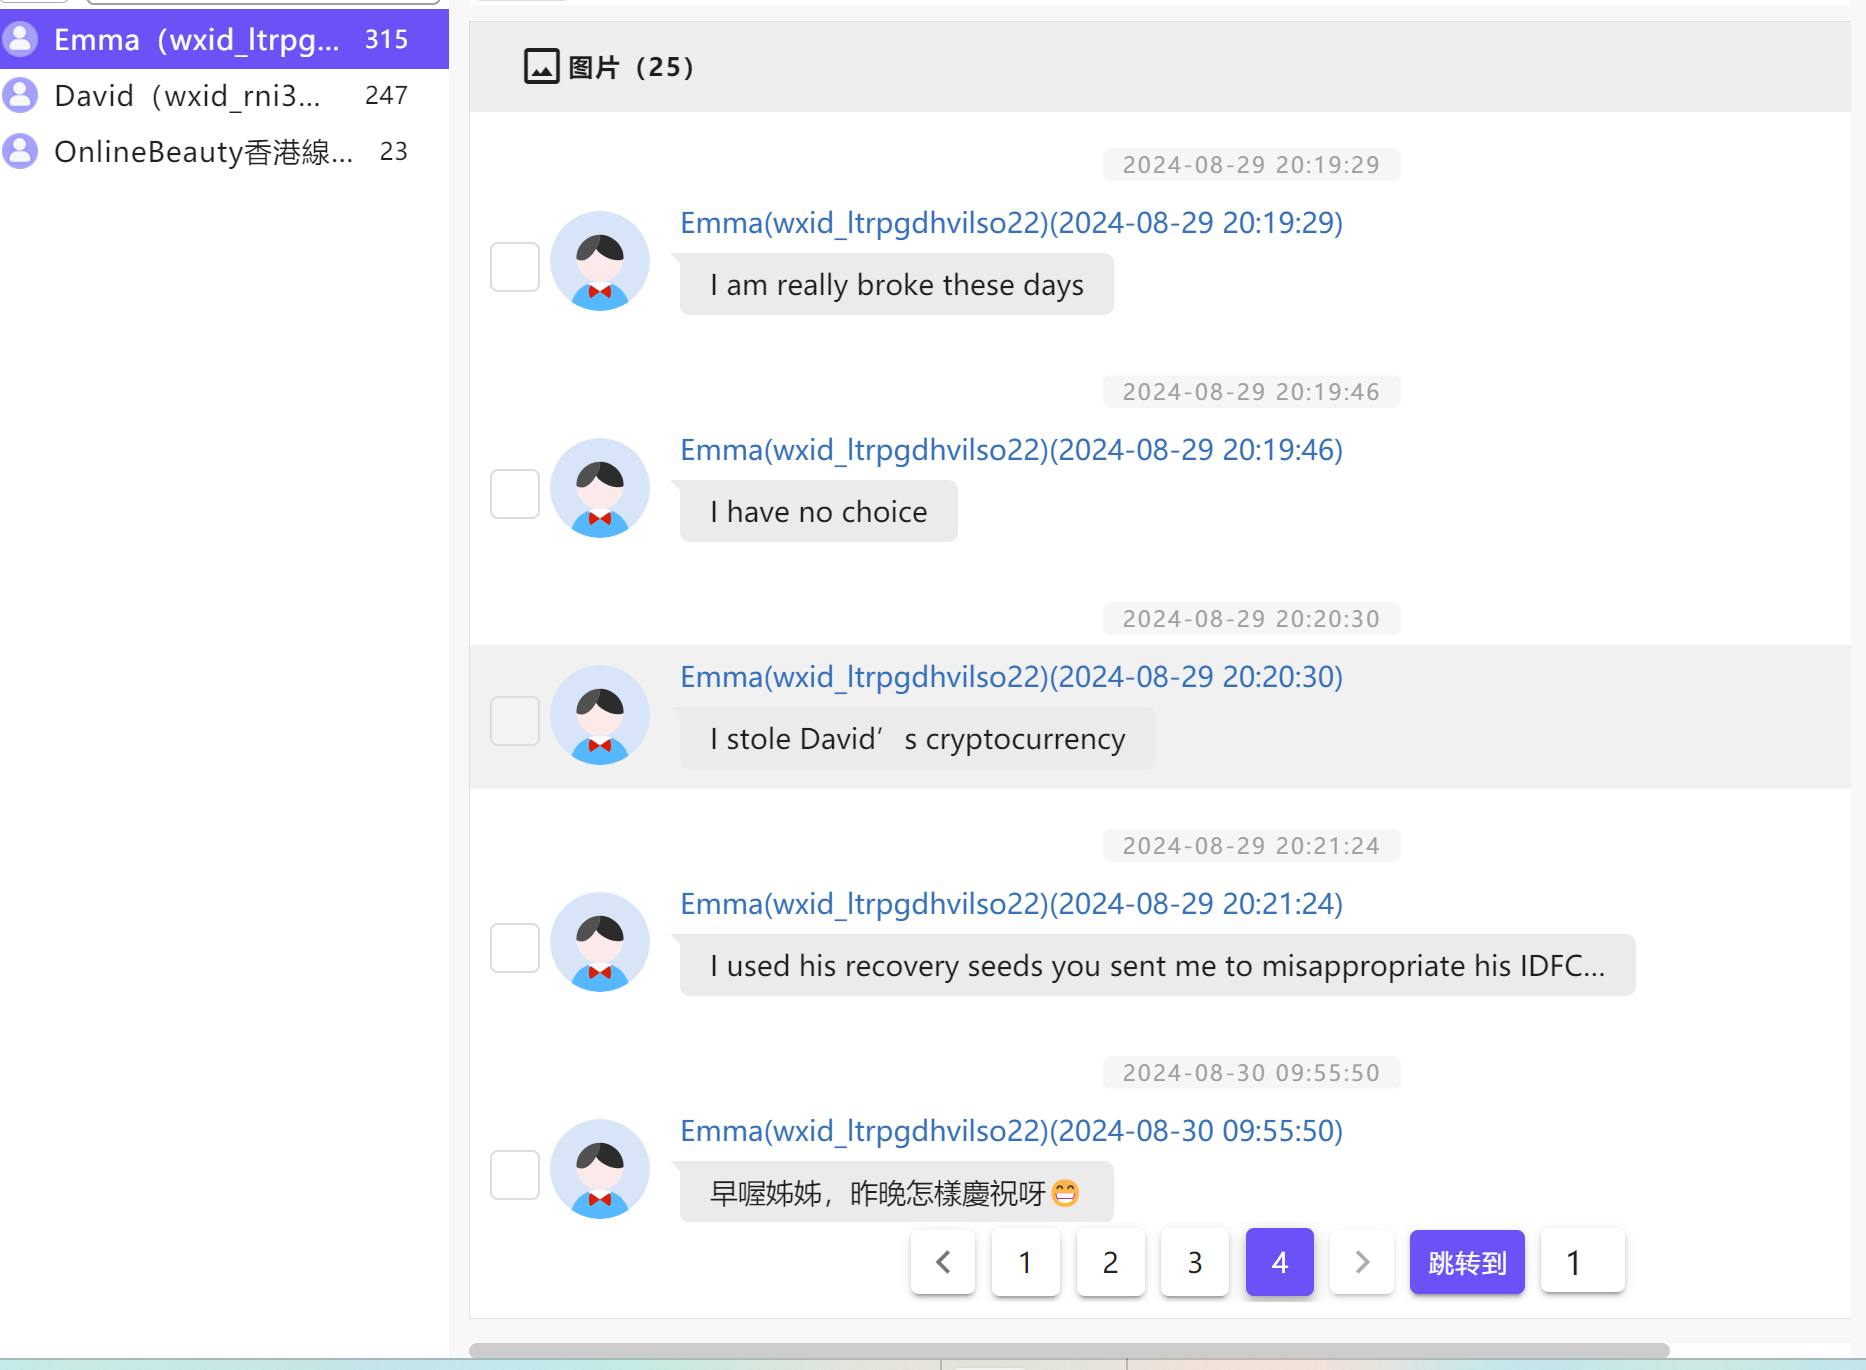 Emma（wxid_ltrpg... 315
David（wxid_rni3... 247
OnlineBeauty香港線... 23
图片（25）
2024-08-29 20:19:29
Emma(wxid_ltrpgdhvilso22)(2024-08-29 20:19:29)
I am really broke these days
2024-08-29 20:19:46
Emma(wxid_ltrpgdhvilso22)(2024-08-29 20:19:46)
I have no choice
2024-08-29 20:20:30
Emma(wxid_ltrpgdhvilso22)(2024-08-29 20:20:30)
I stole David’s cryptocurrency
2024-08-29 20:21:24
Emma(wxid_ltrpgdhvilso22)(2024-08-29 20:21:24)
I used his recovery seeds you sent me to misappropriate his IDFC...
2024-08-30 09:55:50
Emma(wxid_ltrpgdhvilso22)(2024-08-30 09:55:50)
早喔姊姊，昨晚怎樣慶祝呀😁
1 2 3 4 跳转到 1